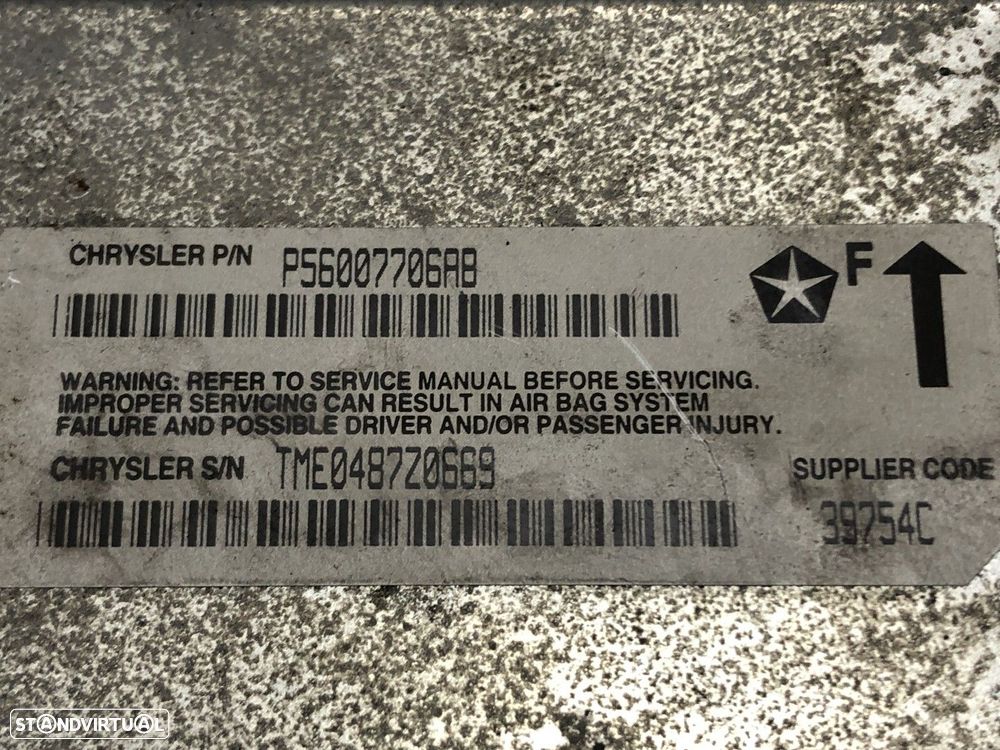 CHRYSLER P/N P56007706AB
F
WARNING: REFER TO SERVICE MANUAL BEFORE SERVICING.
IMPROPER SERVICING CAN RESULT IN AIR BAG SYSTEM
FAILURE AND POSSIBLE DRIVER AND/OR PASSENGER INJURY.
CHRYSLER S/N TME0487Z0669
SUPPLIER CODE
39754C
STANDVIRTUAL